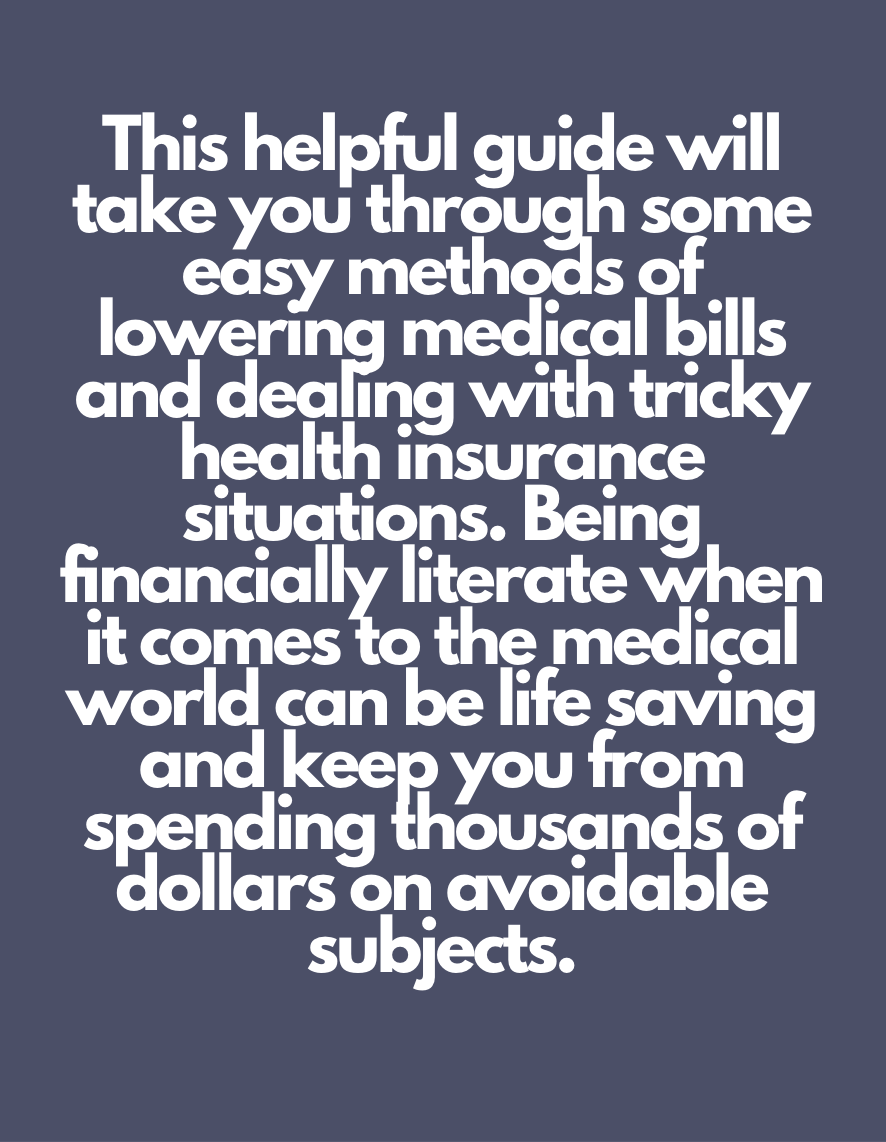 This helpful guide will
take you through some
easy methods of
lowering medical bills
and dealing with tricky
health insurance
situations. Being
financially literate when
it comes to the medical
world can be life saving
and keep you from
spending thousands of
dollars on avoidable
subjects.